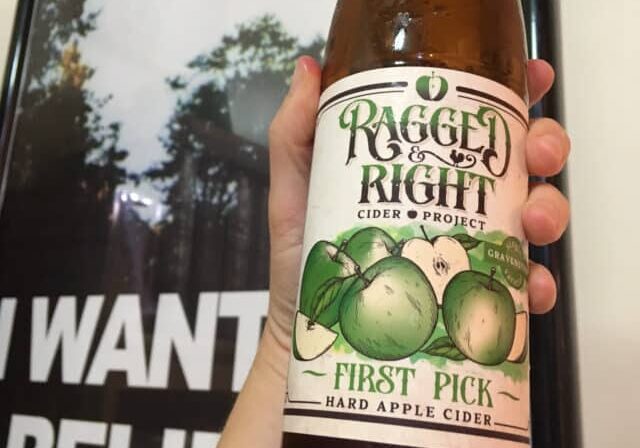 RAGGED
&
RIGHT
CIDER PROJECT
FIRST PICK
HARD APPLE CIDER
I WANT